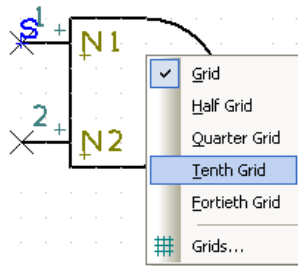 S 1
N1
Grid
Half Grid
Quarter Grid
2
N2
Tenth Grid
Fortieth Grid
Grids...